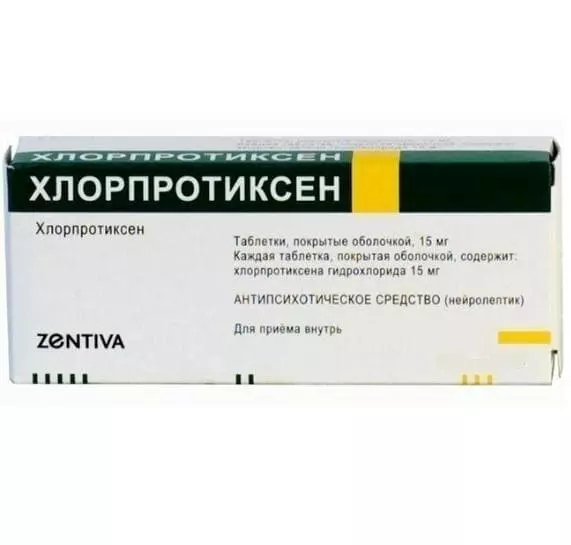 ХЛОРПРОТИКСЕН
ХЛОРПРОТИКСЕН
Хлорпротиксен
Таблетки, покрытые оболочкой, 15 мг
Каждая таблетка, покрытая оболочкой, содержит:
хлорпротиксена гидрохлорида 15 мг
АНТИПСИХОТИЧЕСКОЕ СРЕДСТВО (нейролептик)
Для приёма внутрь
ZENTIVA